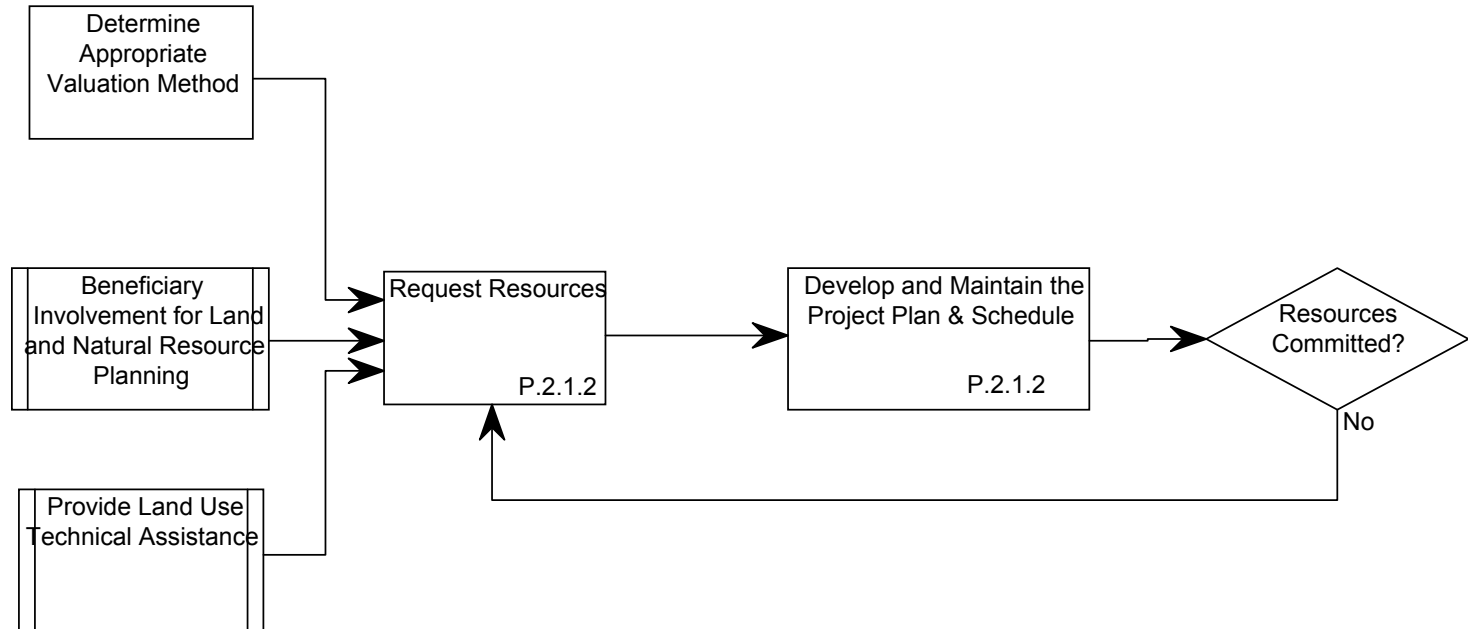 Determine
Appropriate
Valuation Method
Beneficiary
Involvement for Land
and Natural Resource
Planning
Provide Land Use
Technical Assistance
Request Resources
P.2.1.2
Develop and Maintain the
Project Plan & Schedule
P.2.1.2
Resources
Committed?
No